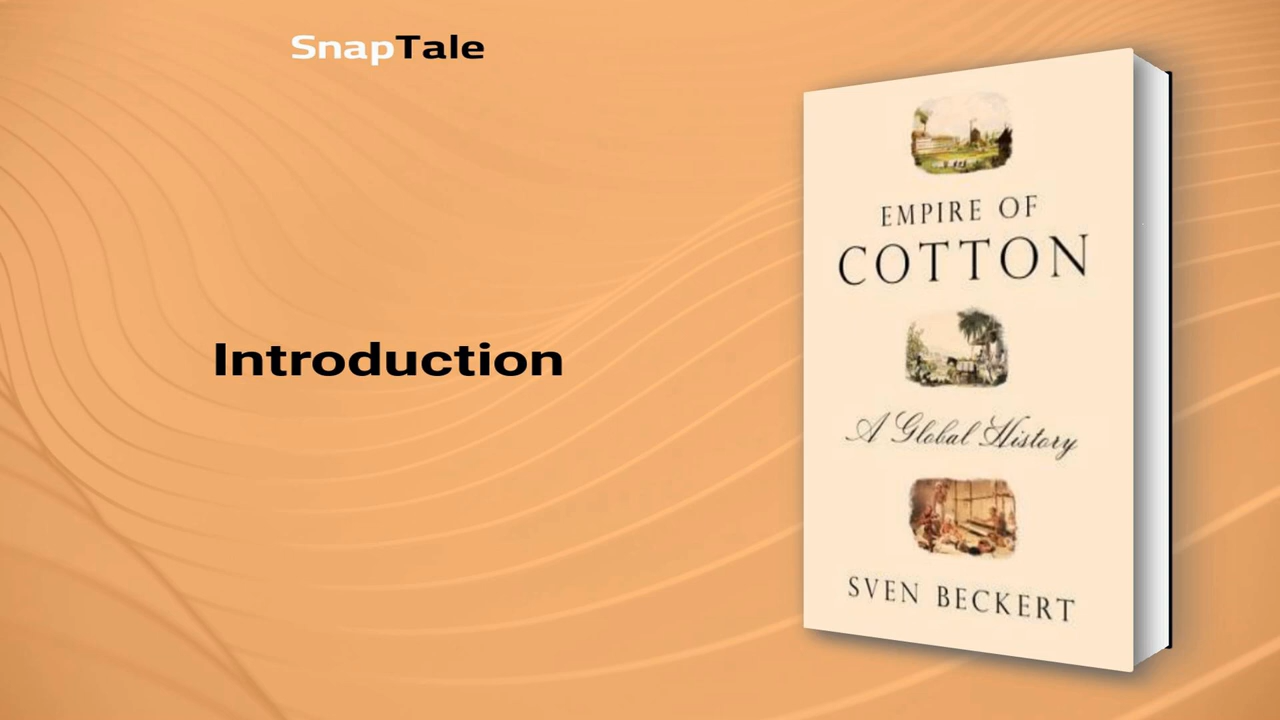 SnapTale
Introduction
EMPIRE OF
COTTON
A Global History
SVEN BECKERT